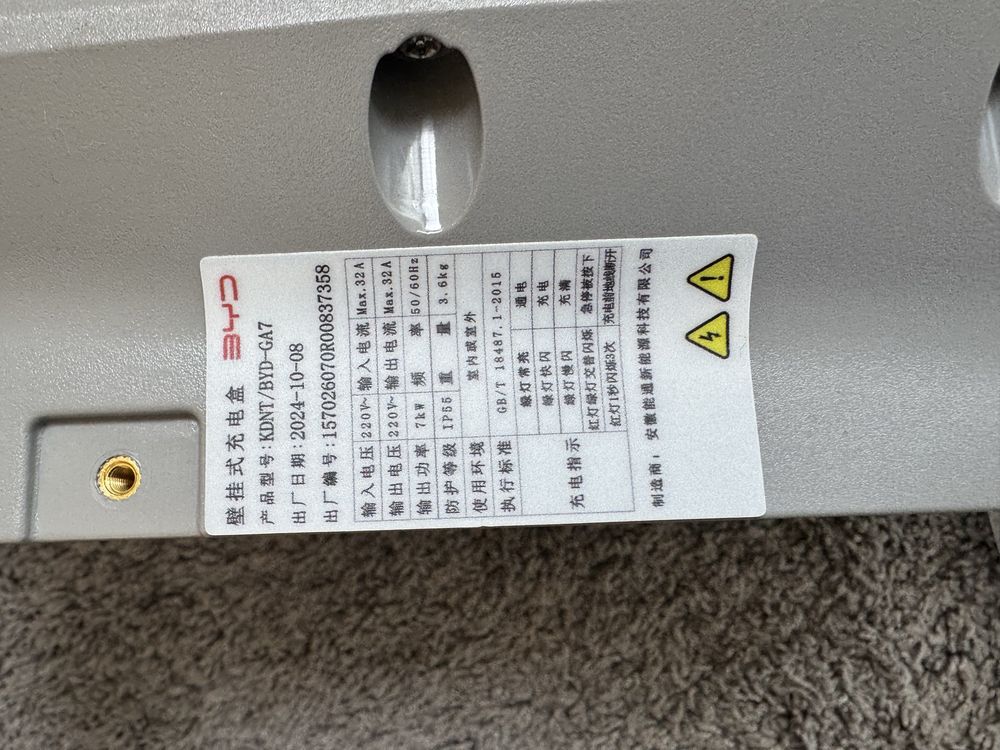 壁挂式充电盒 BYD
产品型号:KDNT/BYD-GA7
出厂日期:2024-10-08
出厂编号:157026070R00837358
输入电压 220V~ 输入电流 Max.32A
输出电压 220V~ 输出电流 Max.32A
输出功率 7kW 频率 50/60Hz
防护等级 IP55 重量 3.6kg
使用环境 室内或室外
执行标准 GB/T 18487.1-2015
充电指示 绿灯常亮 通电
绿灯快闪 充电
绿灯慢闪 充满
红灯绿灯交替闪烁 急停被按下
红灯1秒闪烁3次 充电前地线断开
制造商:安徽能通新能源科技有限公司